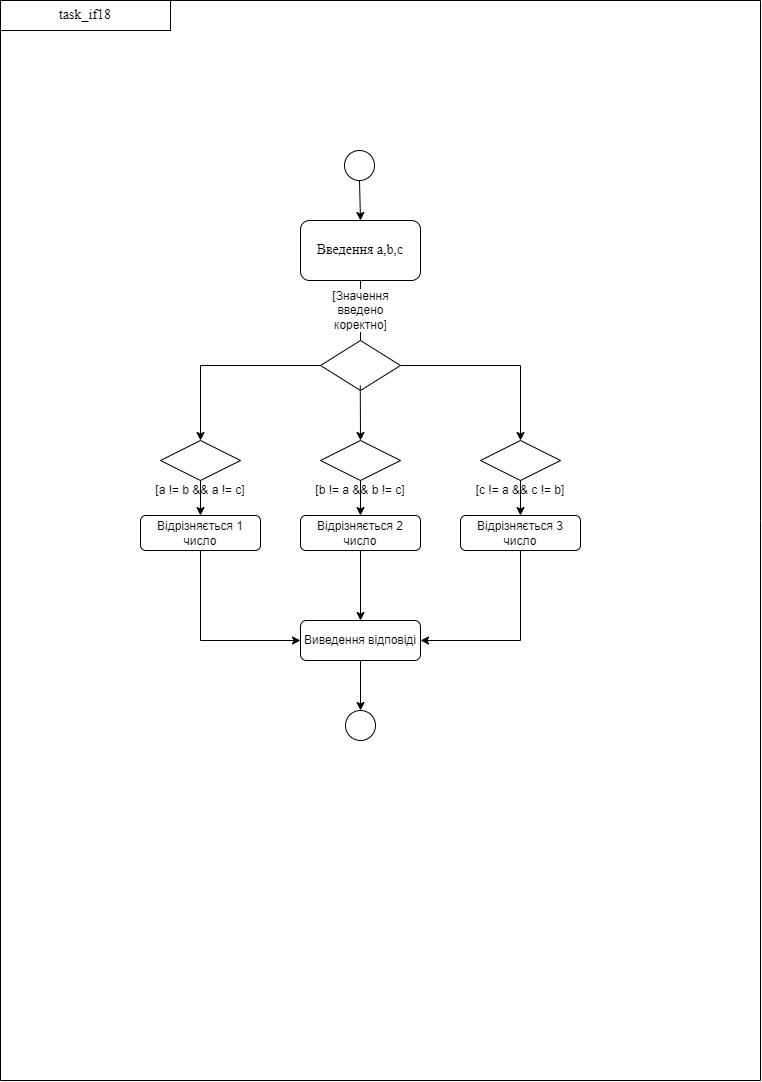 task_if18
Введення a,b,c
[Значення
введено
коректно]
[a != b && a != c]
[b != a && b != c]
[c != a && c != b]
Відрізняється 1
число
Відрізняється 2
число
Відрізняється 3
число
Виведення відповіді